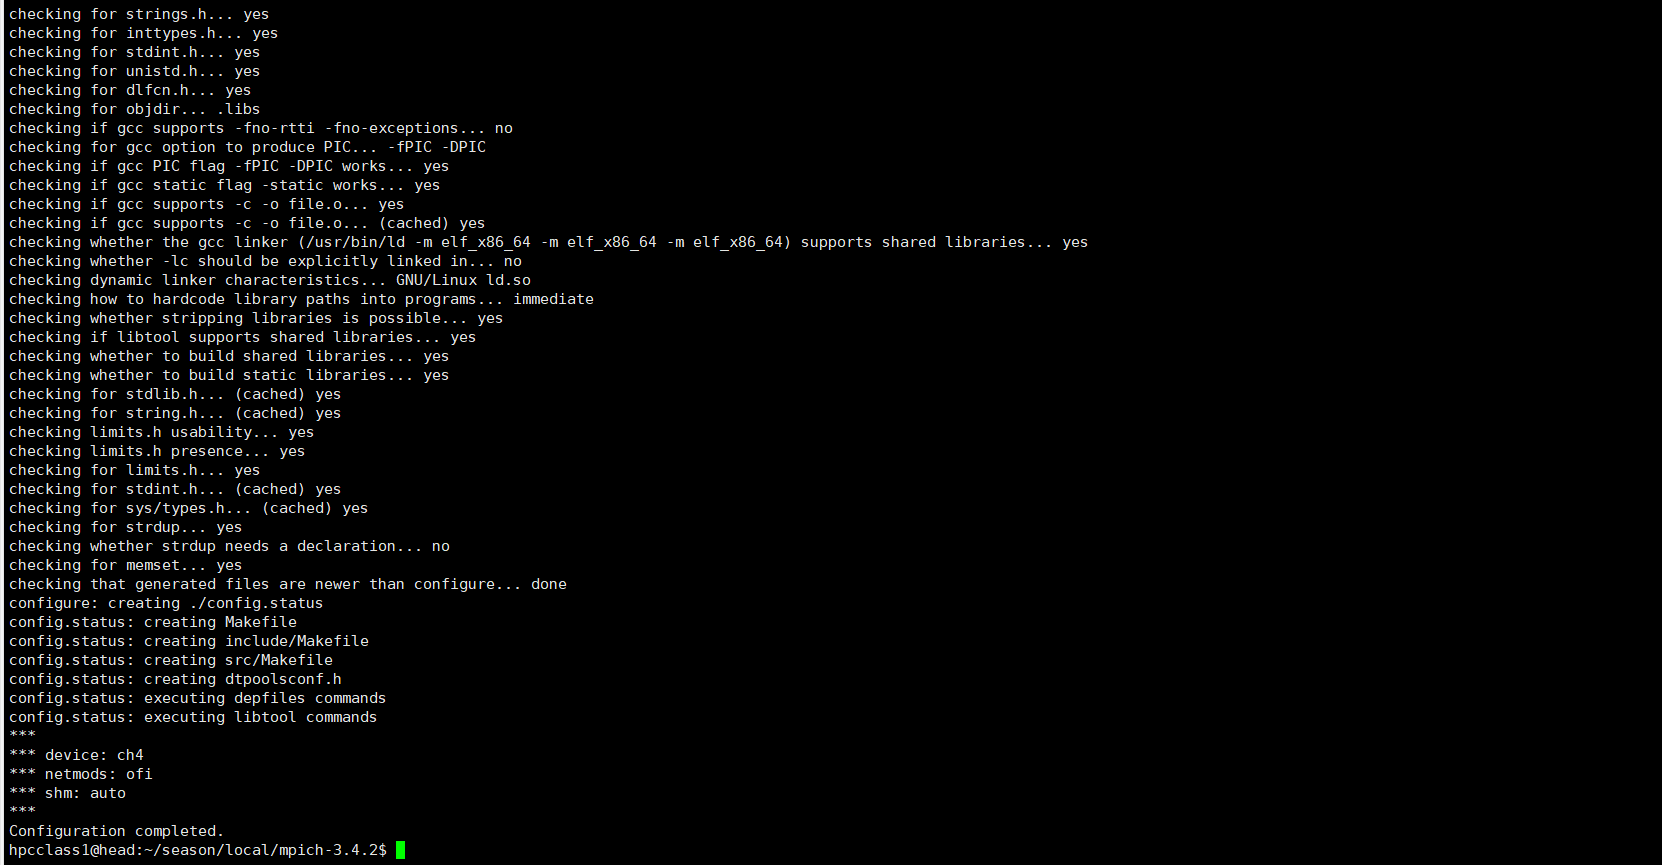 checking for strings.h... yes
checking for inttypes.h... yes
checking for stdint.h... yes
checking for unistd.h... yes
checking for dlfcn.h... yes
checking for objdir... .libs
checking if gcc supports -fno-rtti -fno-exceptions... no
checking for gcc option to produce PIC... -fPIC -DPIC
checking if gcc PIC flag -fPIC -DPIC works... yes
checking if gcc static flag -static works... yes
checking if gcc supports -c -o file.o... yes
checking if gcc supports -c -o file.o... (cached) yes
checking whether the gcc linker (/usr/bin/ld -m elf_x86_64 -m elf_x86_64 -m elf_x86_64) supports shared libraries... yes
checking whether -lc should be explicitly linked in... no
checking dynamic linker characteristics... GNU/Linux ld.so
checking how to hardcode library paths into programs... immediate
checking whether stripping libraries is possible... yes
checking if libtool supports shared libraries... yes
checking whether to build shared libraries... yes
checking whether to build static libraries... yes
checking for stdlib.h... (cached) yes
checking for string.h... (cached) yes
checking limits.h usability... yes
checking limits.h presence... yes
checking for limits.h... yes
checking for stdint.h... (cached) yes
checking for sys/types.h... (cached) yes
checking for strdup... yes
checking whether strdup needs a declaration... no
checking for memset... yes
checking that generated files are newer than configure... done
configure: creating ./config.status
config.status: creating Makefile
config.status: creating include/Makefile
config.status: creating src/Makefile
config.status: creating dtpoolsconf.h
config.status: executing depfiles commands
config.status: executing libtool commands
***
*** device: ch4
*** netmods: ofi
*** shm: auto
***
Configuration completed.
hpcclass1@head:~/season/local/mpich-3.4.2$